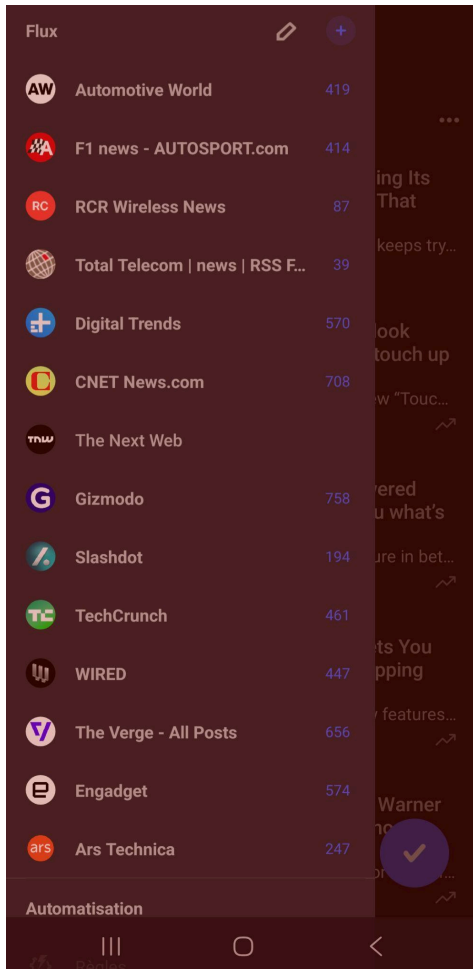 Flux
+
AW Automotive World 419
F1 news - AUTOSPORT.com 414
RC RCR Wireless News 87
Total Telecom | news | RSS F... 39
Digital Trends 570
CNET News.com 708
TNW The Next Web
G Gizmodo 758
Slashdot 194
TC TechCrunch 461
WIRED 447
The Verge - All Posts 656
e Engadget 574
ars Ars Technica 247
Automatisation
Règles
ing Its
That
keeps try...
look
touch up
ew "Touc...
vered
u what's
ure in bet...
ets You
pping
features...
Warner